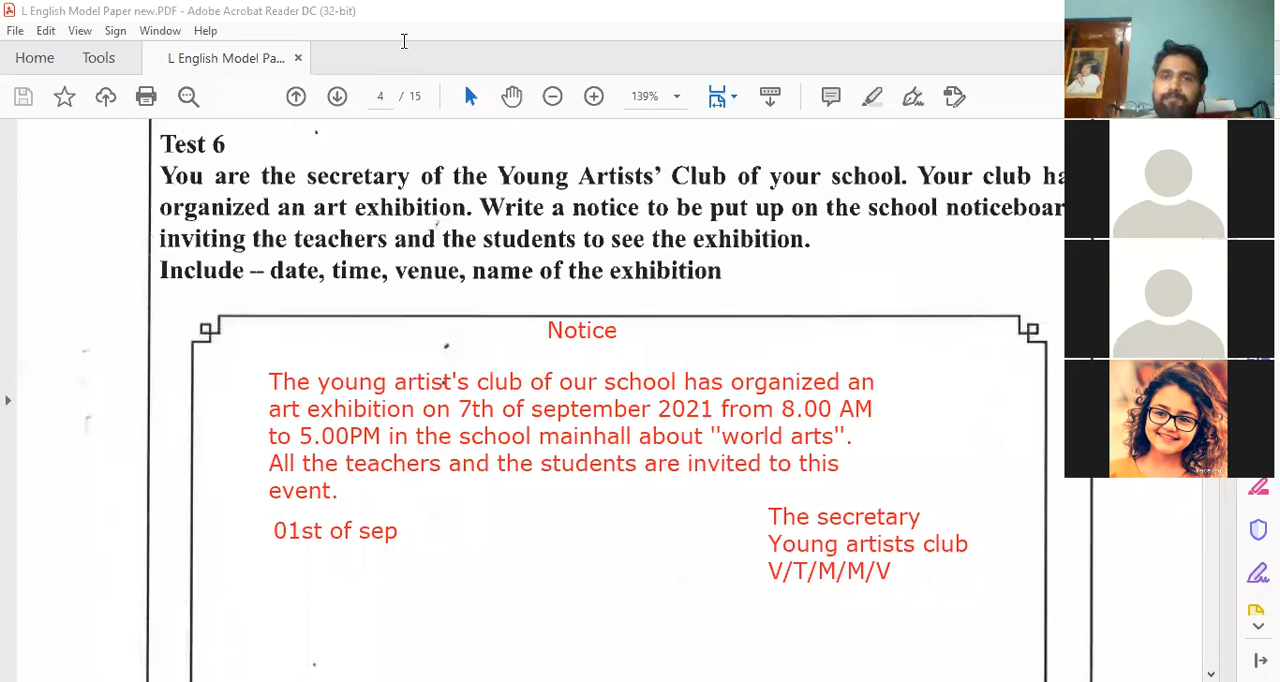 L English Model Paper new.PDF - Adobe Acrobat Reader DC (32-bit)
File Edit View Sign Window Help
Home Tools L English Model Pa... ×
4 / 15 139%
Test 6
You are the secretary of the Young Artists' Club of your school. Your club ha
organized an art exhibition. Write a notice to be put up on the school noticeboar
inviting the teachers and the students to see the exhibition.
Include – date, time, venue, name of the exhibition
Notice
The young artist's club of our school has organized an
art exhibition on 7th of september 2021 from 8.00 AM
to 5.00PM in the school mainhall about "world arts".
All the teachers and the students are invited to this
event.
01st of sep
The secretary
Young artists club
V/T/M/M/V